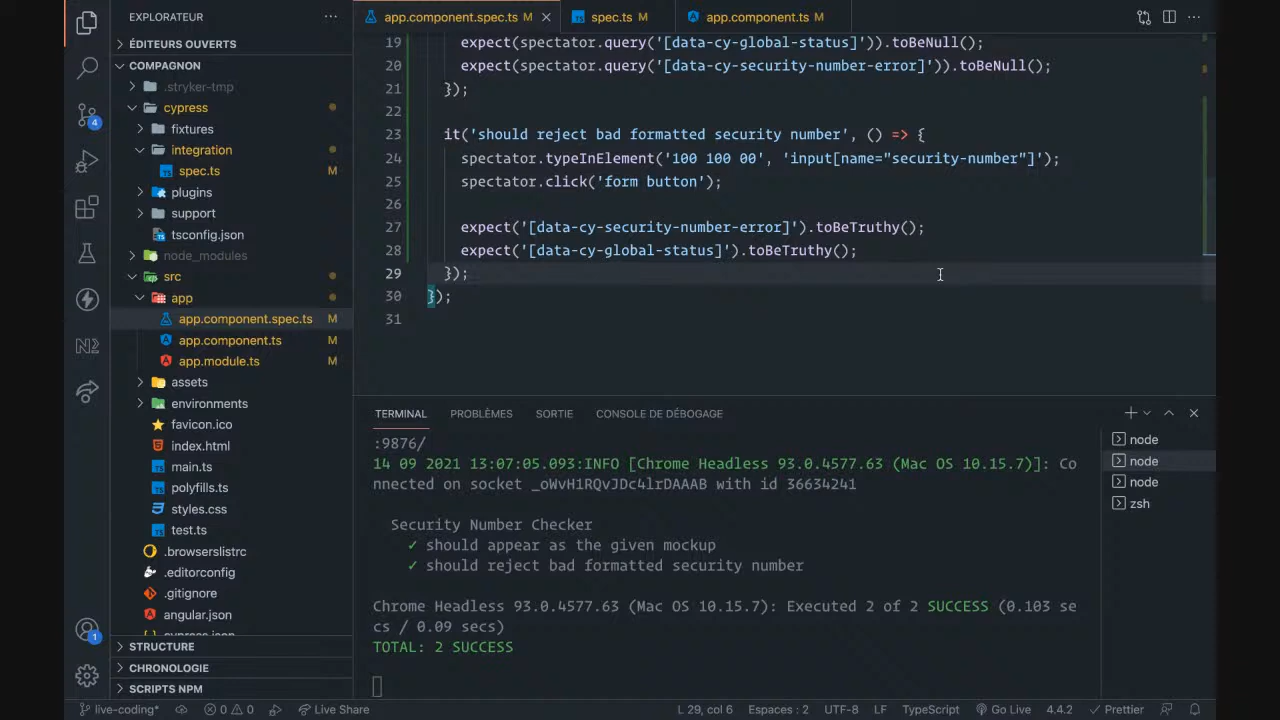 EXPLORATEUR
app.component.spec.ts M
spec.ts M
app.component.ts M
ÉDITEURS OUVERTS
COMPAGNON
.stryker-tmp
cypress
fixtures
integration
spec.ts M
plugins
support
tsconfig.json
node_modules
src
app
app.component.spec.ts M
app.component.ts M
app.module.ts M
assets
environments
favicon.ico
index.html
main.ts
polyfills.ts
styles.css
test.ts
.browserslistrc
.editorconfig
.gitignore
angular.json
cypress.json
STRUCTURE
CHRONOLOGIE
SCRIPTS NPM
4
N2
1
19 expect(spectator.query('[data-cy-global-status]')).toBeNull();
20 expect(spectator.query('[data-cy-security-number-error]')).toBeNull();
21 });
22
23 it('should reject bad formatted security number', () => {
24 spectator.typeInElement('100 100 00', 'input[name="security-number"]');
25 spectator.click('form button');
26
27 expect('[data-cy-security-number-error]').toBeTruthy();
28 expect('[data-cy-global-status]').toBeTruthy();
29 });
30 });
31
TERMINAL PROBLÈMES SORTIE CONSOLE DE DÉBOGAGE
:9876/
14 09 2021 13:07:05.093:INFO [Chrome Headless 93.0.4577.63 (Mac OS 10.15.7)]: Co
nnected on socket _oWvH1RQvJDc4lrDAAAB with id 36634241
Security Number Checker
✓ should appear as the given mockup
✓ should reject bad formatted security number
Chrome Headless 93.0.4577.63 (Mac OS 10.15.7): Executed 2 of 2 SUCCESS (0.103 se
cs / 0.09 secs)
TOTAL: 2 SUCCESS
node
node
node
zsh
live-coding* 0 0 Live Share L 29, col 6 Espaces : 2 UTF-8 LF TypeScript Go Live 4.4.2 Prettier